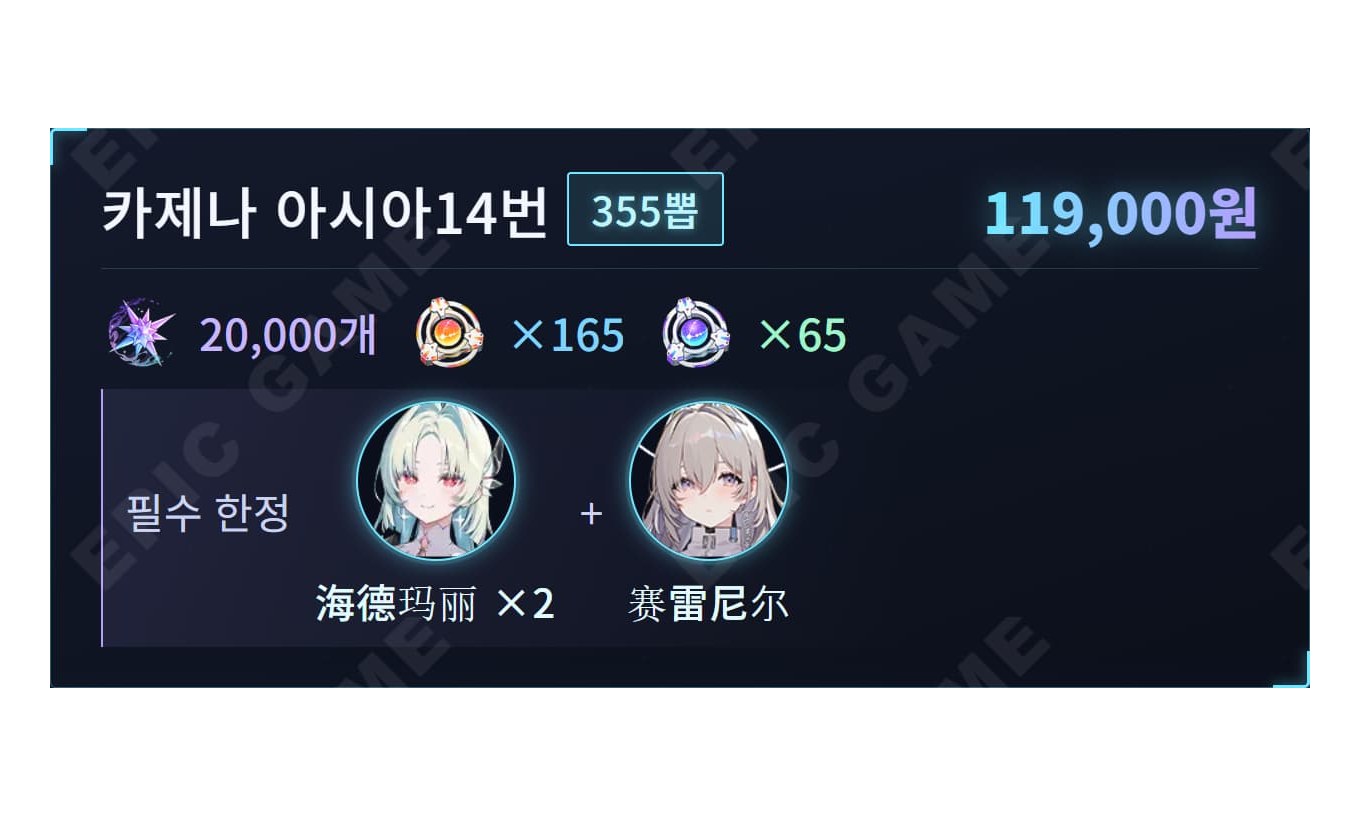 카제나 아시아14번 355뽑 119,000원
20,000개 ×165 ×65
필수 한정 +
海德玛丽 ×2 赛雷尼尔
EPIC GAME